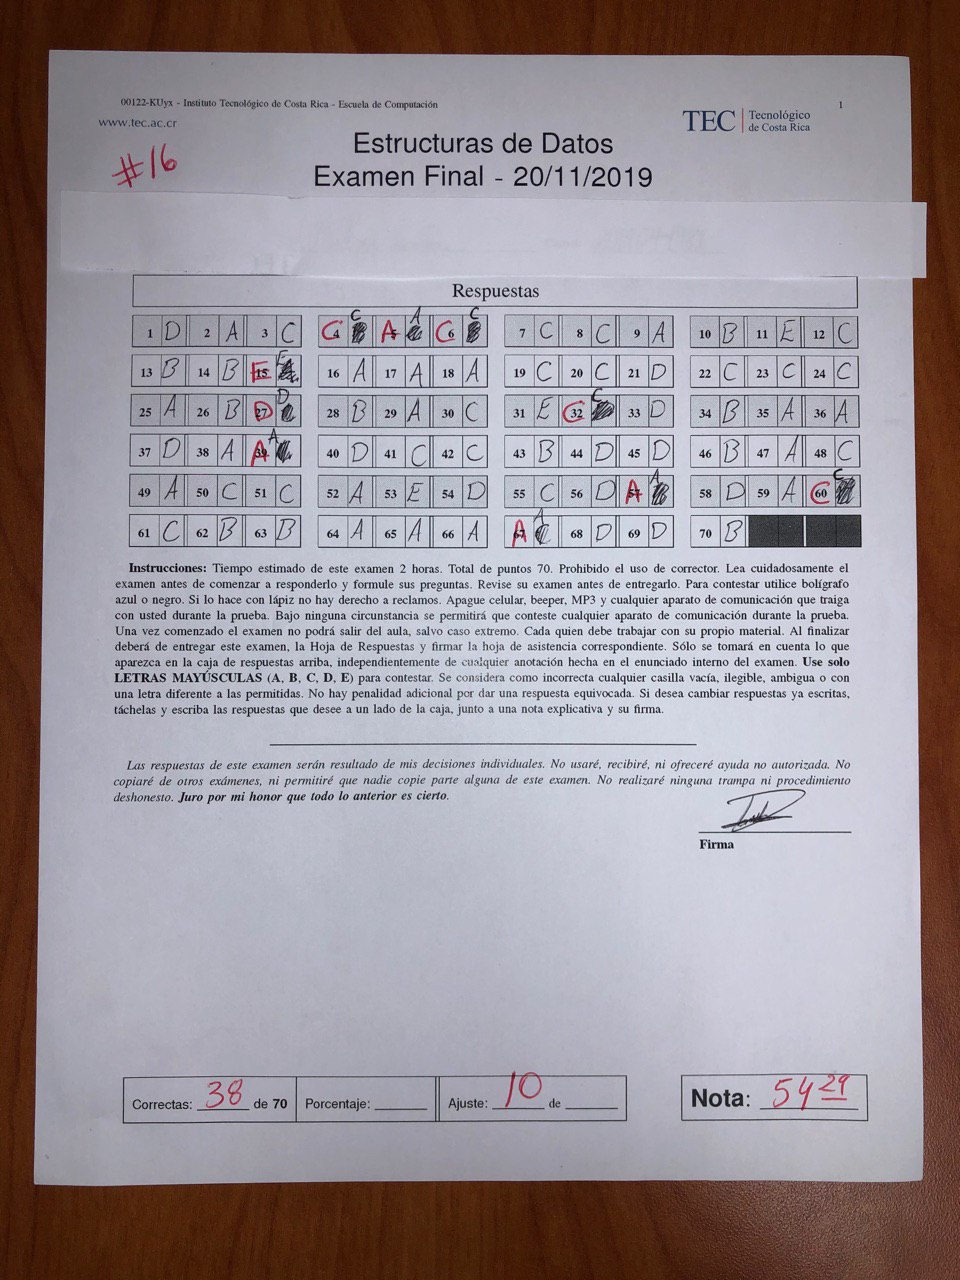 00122-KUyx - Instituto Tecnológico de Costa Rica - Escuela de Computación 1
www.tec.ac.cr
TEC Tecnológico de Costa Rica
#16
Estructuras de Datos
Examen Final - 20/11/2019
Respuestas
1 D 2 A 3 C 4 C C 5 A A 6 C C 7 C 8 C 9 A 10 B 11 E 12 C
13 B 14 B 15 E E 16 A 17 A 18 A 19 C 20 C 21 D 22 C 23 C 24 C
25 A 26 B 27 D D 28 B 29 A 30 C 31 E 32 C C 33 D 34 B 35 A 36 A
37 D 38 A 39 A A 40 D 41 C 42 C 43 B 44 D 45 D 46 B 47 A 48 C
49 A 50 C 51 C 52 A 53 E 54 D 55 C 56 D 57 A A 58 D 59 A 60 C C
61 C 62 B 63 B 64 A 65 A 66 A 67 A A 68 D 69 D 70 B
Instrucciones: Tiempo estimado de este examen 2 horas. Total de puntos 70. Prohibido el uso de corrector. Lea cuidadosamente el
examen antes de comenzar a responderlo y formule sus preguntas. Revise su examen antes de entregarlo. Para contestar utilice bolígrafo
azul o negro. Si lo hace con lápiz no hay derecho a reclamos. Apague celular, beeper, MP3 y cualquier aparato de comunicación que traiga
con usted durante la prueba. Bajo ninguna circunstancia se permitirá que conteste cualquier aparato de comunicación durante la prueba.
Una vez comenzado el examen no podrá salir del aula, salvo caso extremo. Cada quien debe trabajar con su propio material. Al finalizar
deberá de entregar este examen, la Hoja de Respuestas y firmar la hoja de asistencia correspondiente. Sólo se tomará en cuenta lo que
aparezca en la caja de respuestas arriba, independientemente de cualquier anotación hecha en el enunciado interno del examen. Use solo
LETRAS MAYÚSCULAS (A, B, C, D, E) para contestar. Se considera como incorrecta cualquier casilla vacía, ilegible, ambigua o con
una letra diferente a las permitidas. No hay penalidad adicional por dar una respuesta equivocada. Si desea cambiar respuestas ya escritas,
táchelas y escriba las respuestas que desee a un lado de la caja, junto a una nota explicativa y su firma.
Las respuestas de este examen serán resultado de mis decisiones individuales. No usaré, recibiré, ni ofreceré ayuda no autorizada. No
copiaré de otros exámenes, ni permitiré que nadie copie parte alguna de este examen. No realizaré ninguna trampa ni procedimiento
deshonesto. Juro por mi honor que todo lo anterior es cierto.
Firma
Correctas: 38 de 70 Porcentaje: Ajuste: 10 de Nota: 54 29